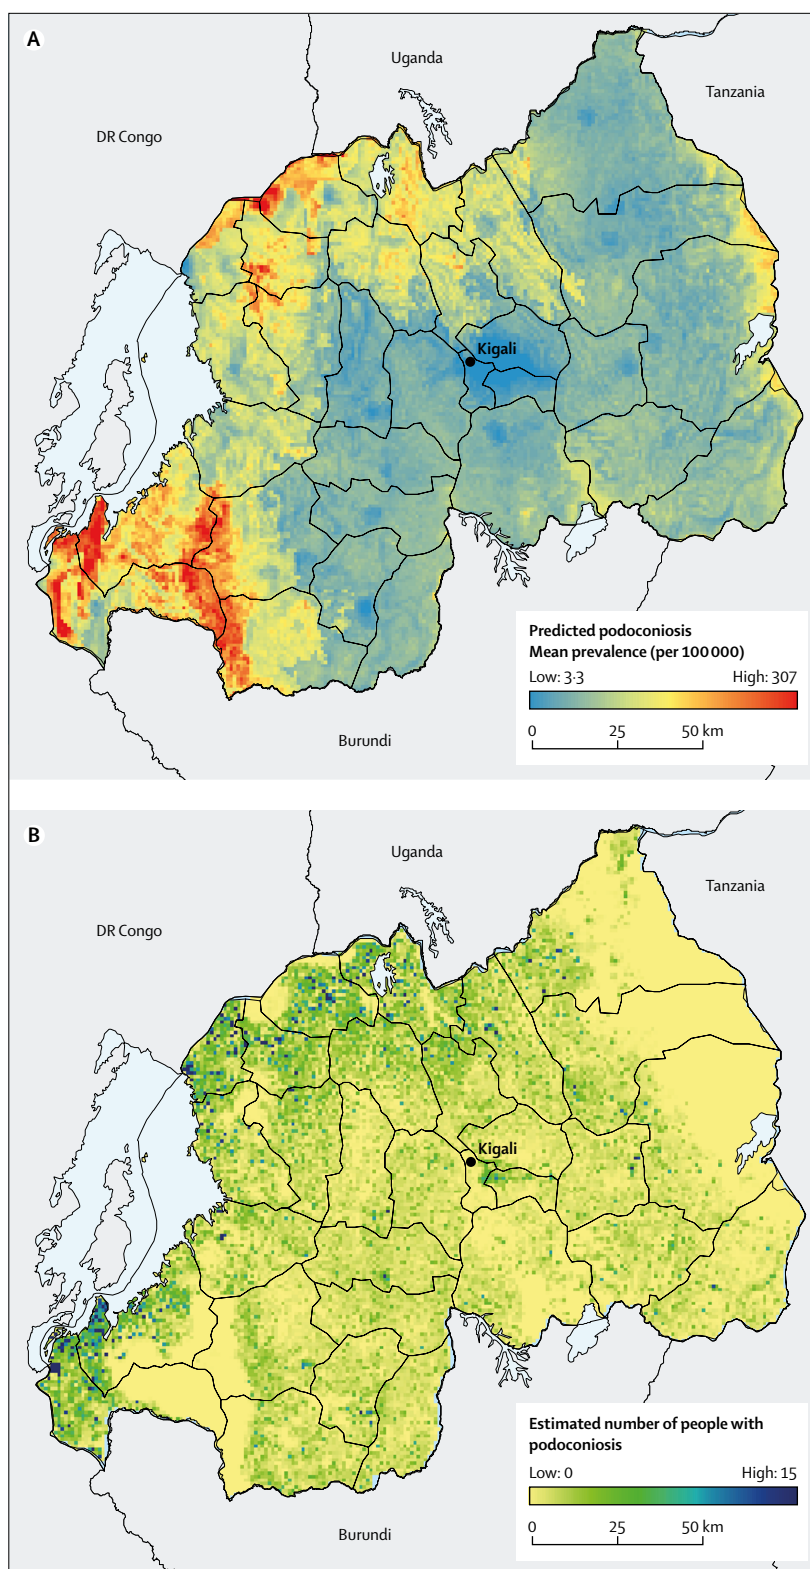 A
Uganda
Tanzania
DR Congo
Kigali
Predicted podoconiosis
Mean prevalence (per 100 000)
Low: 3·3 High: 307
0 25 50 km
Burundi
B
Uganda
Tanzania
DR Congo
Kigali
Estimated number of people with
podoconiosis
Low: 0 High: 15
0 25 50 km
Burundi